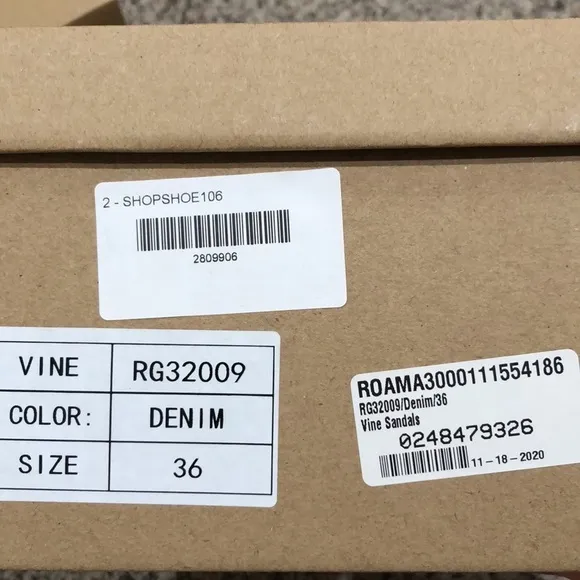 2 - SHOPSHOE106
2809906
VINE RG32009
COLOR: DENIM
SIZE 36
ROAMA3000111554186
RG32009/Denim/36
Vine Sandals
0248479326
11-18-2020